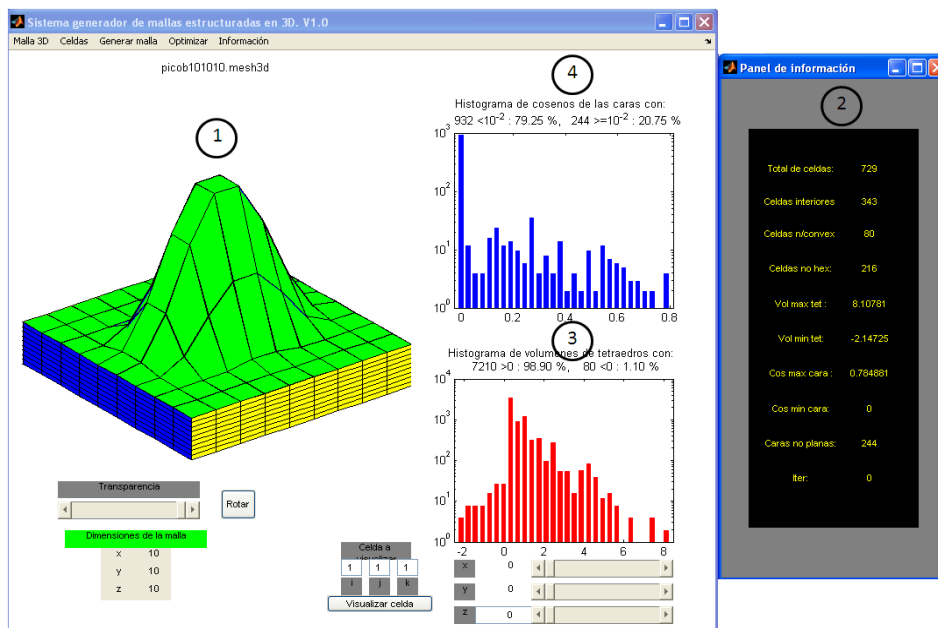 Sistema generador de mallas estructuradas en 3D. V1.0
Malla 3D Celdas Generar malla Optimizar Información
picob101010.mesh3d
1
Transparencia
Rotar
Dimensiones de la malla
x 10
y 10
z 10
4
Histograma de cosenos de las caras con:
932 <10^-2 : 79.25 %, 244 >=10^-2 : 20.75 %
10^3
10^2
10^1
10^0
0 0.2 0.4 0.6 0.8
3
Histograma de volumenes de tetraedros con:
7210 >0 : 98.90 %, 80 <0 : 1.10 %
10^4
10^3
10^2
10^1
10^0
-2 0 2 4 6 8
Celda a
visualizar
1 1 1
i j k
Visualizar celda
x 0
y 0
z 0
Panel de información
2
Total de celdas: 729
Celdas interiores 343
Celdas n/convex 80
Celdas no hex: 216
Vol max tet : 8.10781
Vol min tet: -2.14725
Cos max cara : 0.784881
Cos min cara: 0
Caras no planas: 244
Iter: 0